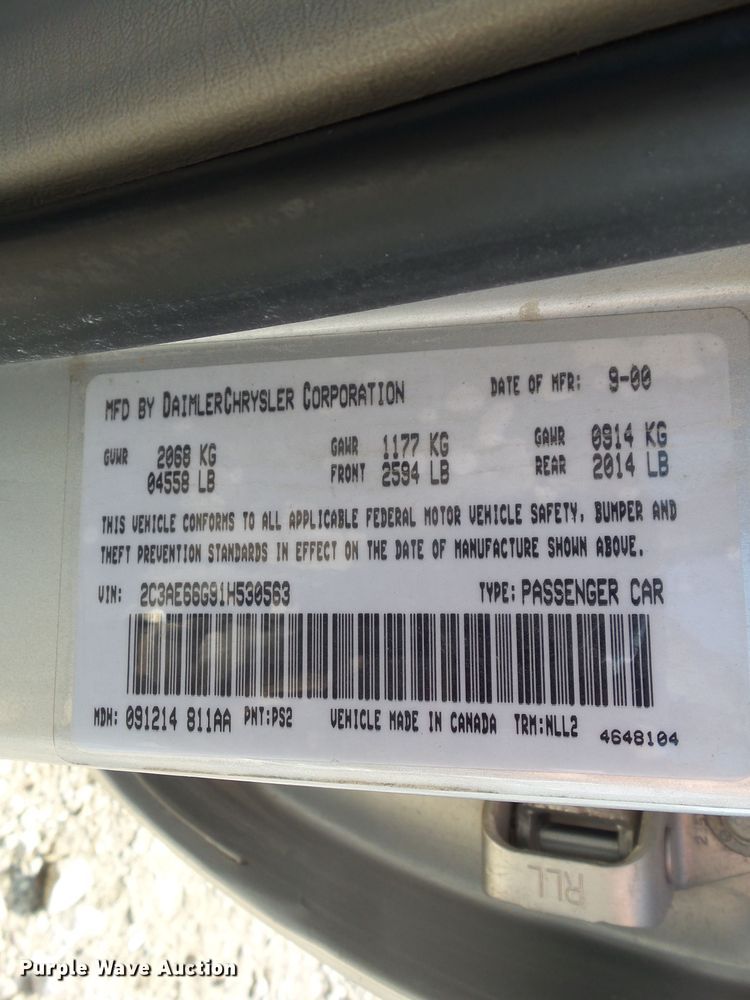 MFD BY DAIMLERCHRYSLER CORPORATION DATE OF MFR: 9-00
GVWR 2068 KG GAWR 1177 KG GAWR 0914 KG
04558 LB FRONT 2594 LB REAR 2014 LB
THIS VEHICLE CONFORMS TO ALL APPLICABLE FEDERAL MOTOR VEHICLE SAFETY, BUMPER AND
THEFT PREVENTION STANDARDS IN EFFECT ON THE DATE OF MANUFACTURE SHOWN ABOVE.
VIN: 2C3AE66G91H530563 TYPE: PASSENGER CAR
MDH: 091214 811AA PNT:PS2 VEHICLE MADE IN CANADA TRM:NLL2 4648104
RLL
Purple Wave Auction